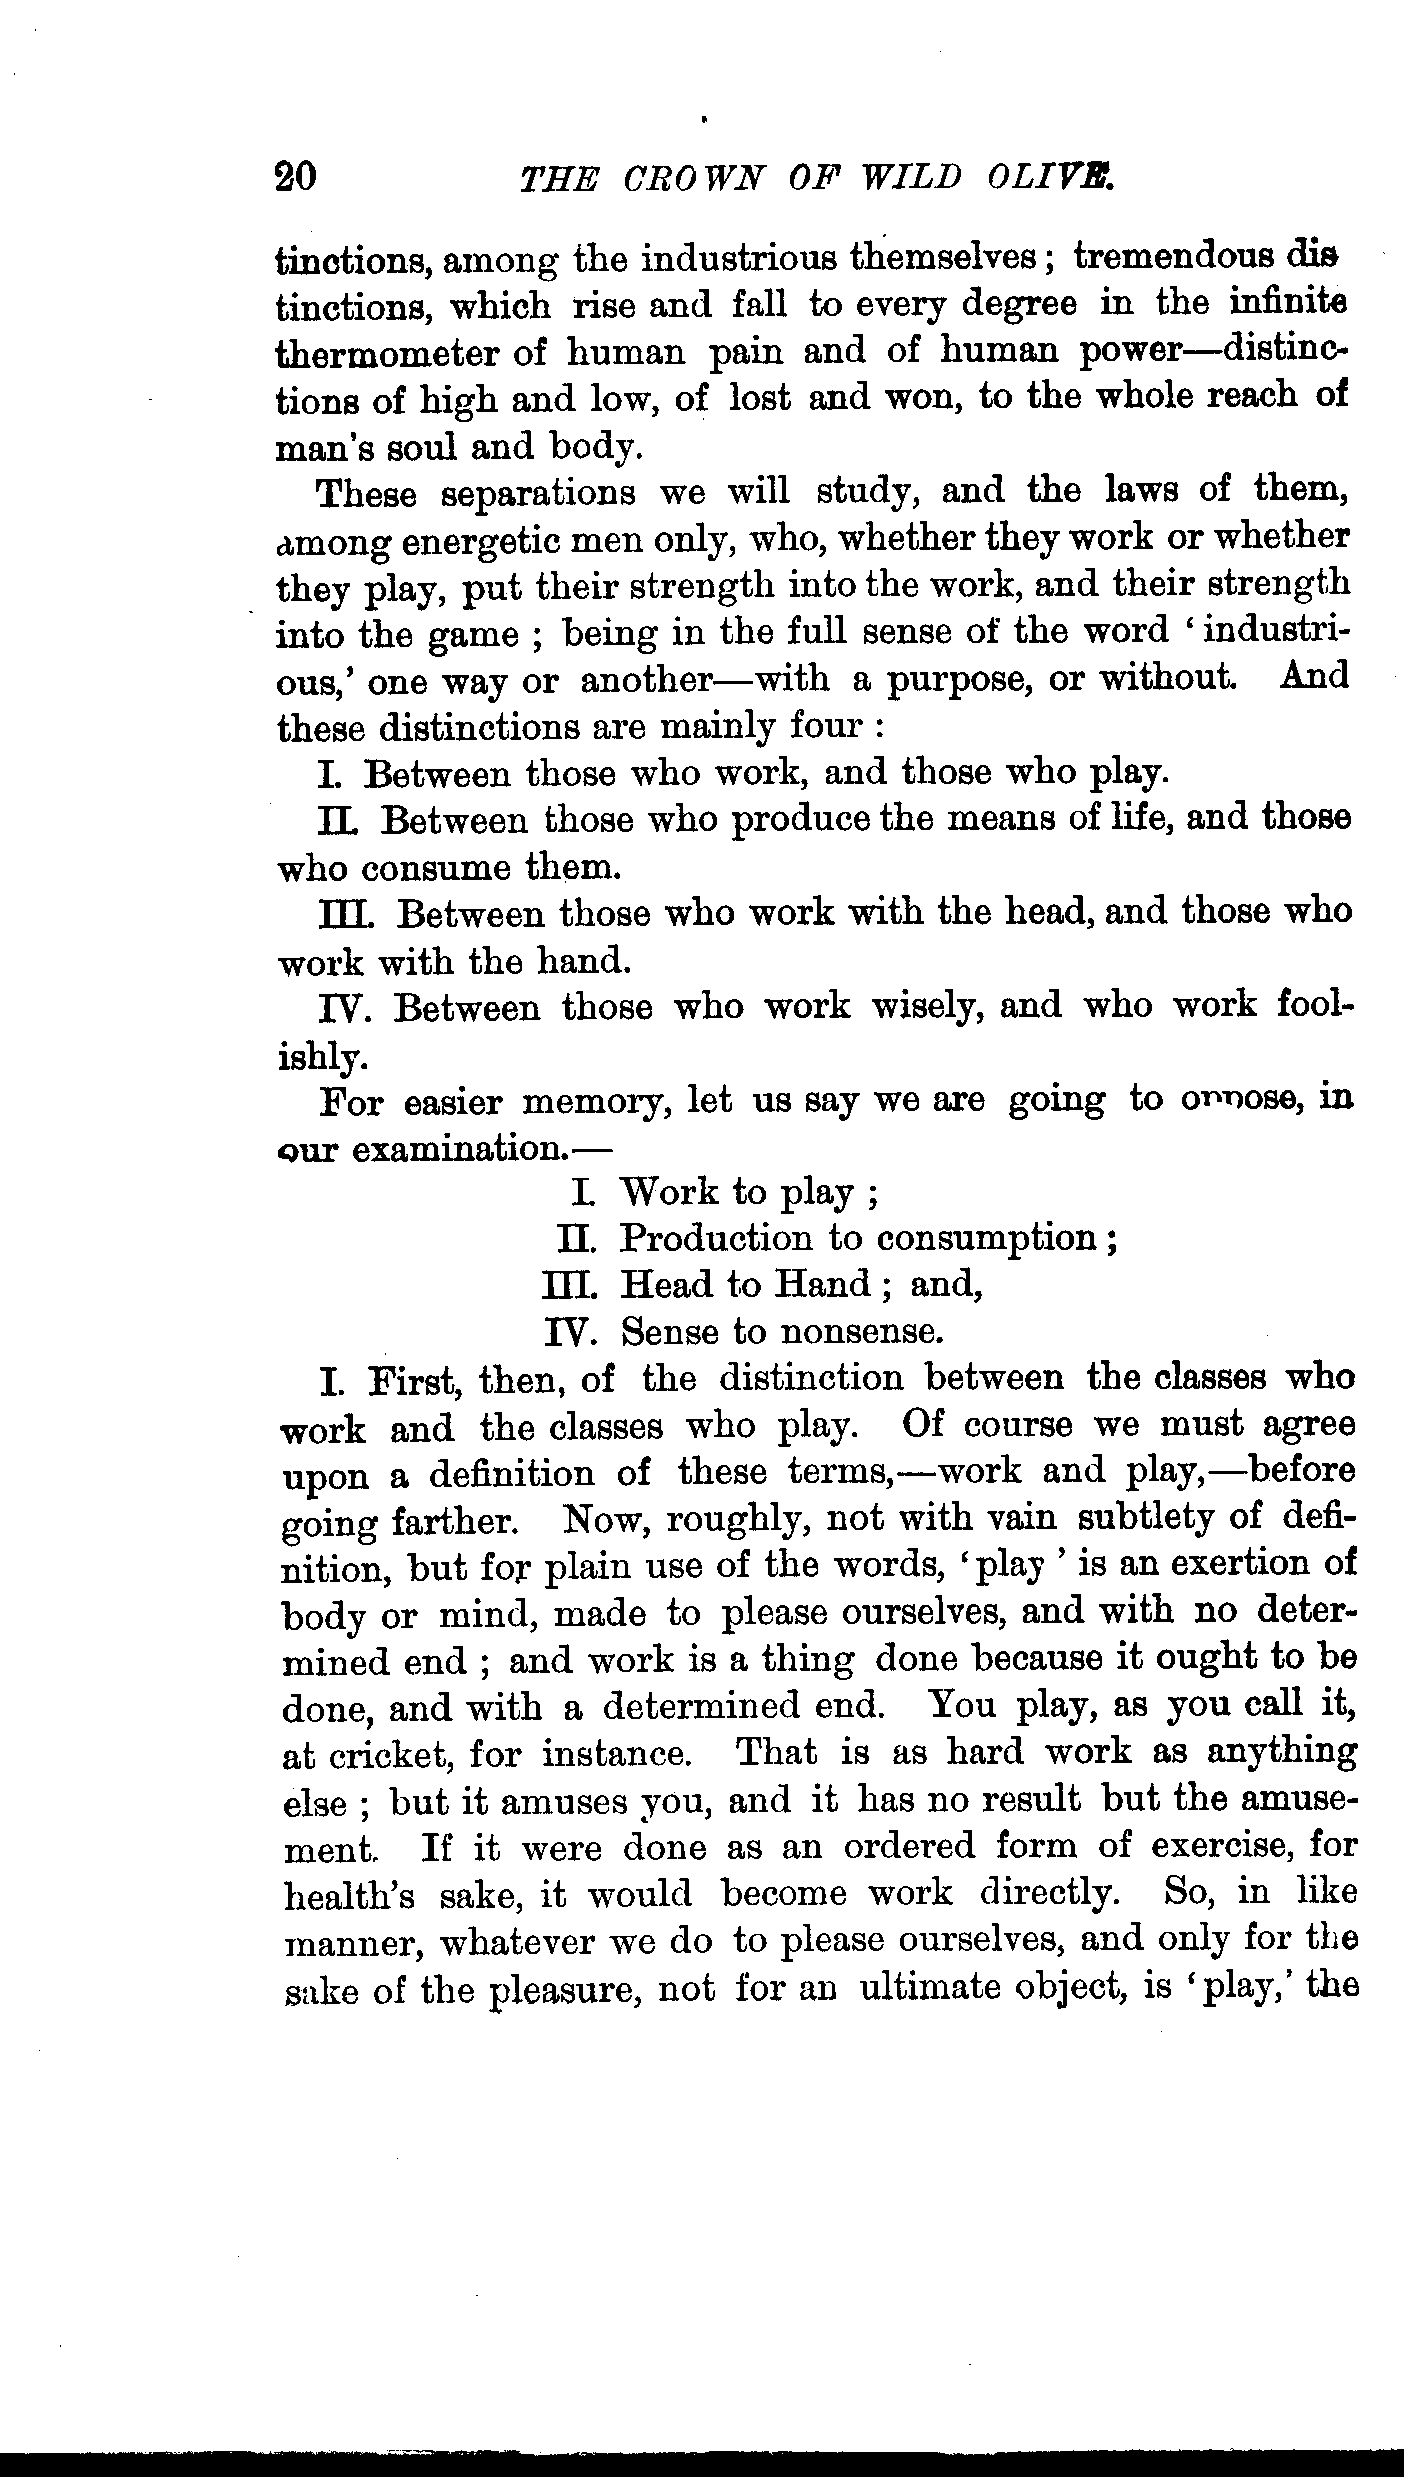 20 THE CROWN OF WILD OLIVE.
tinctions, among the industrious themselves; tremendous dis
tinctions, which rise and fall to every degree in the infinite
thermometer of human pain and of human power—distinc-
tions of high and low, of lost and won, to the whole reach of
man's soul and body.
These separations we will study, and the laws of them,
among energetic men only, who, whether they work or whether
they play, put their strength into the work, and their strength
into the game ; being in the full sense of the word ‘ industri-
ous,’ one way or another—with a purpose, or without. And
these distinctions are mainly four :
I. Between those who work, and those who play.
II. Between those who produce the means of life, and those
who consume them.
III. Between those who work with the head, and those who
work with the hand.
IV. Between those who work wisely, and who work fool-
ishly.
For easier memory, let us say we are going to oppose, in
our examination.—
I. Work to play ;
II. Production to consumption ;
III. Head to Hand ; and,
IV. Sense to nonsense.
I. First, then, of the distinction between the classes who
work and the classes who play. Of course we must agree
upon a definition of these terms,—work and play,—before
going farther. Now, roughly, not with vain subtlety of defi-
nition, but for plain use of the words, ‘play ’ is an exertion of
body or mind, made to please ourselves, and with no deter-
mined end ; and work is a thing done because it ought to be
done, and with a determined end. You play, as you call it,
at cricket, for instance. That is as hard work as anything
else ; but it amuses you, and it has no result but the amuse-
ment. If it were done as an ordered form of exercise, for
health's sake, it would become work directly. So, in like
manner, whatever we do to please ourselves, and only for the
sake of the pleasure, not for an ultimate object, is ‘play,’ the